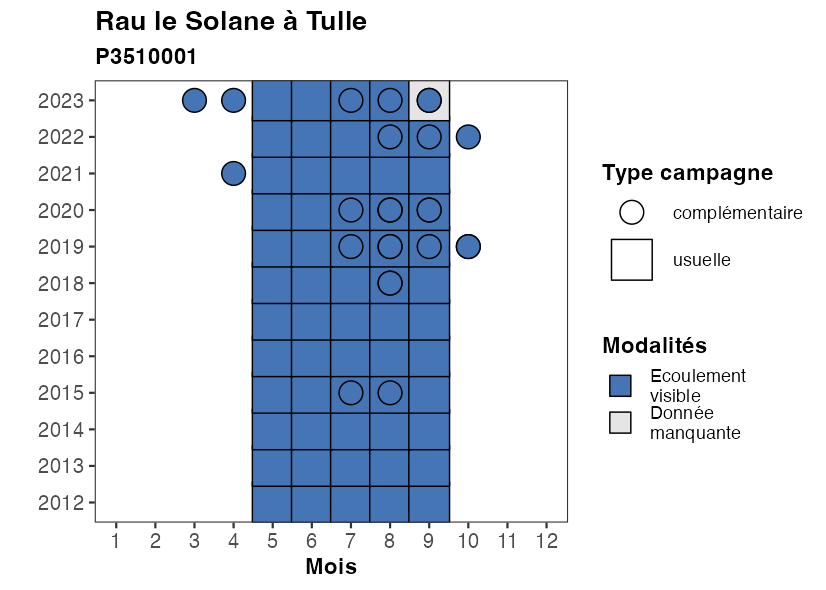 Rau le Solane à Tulle
P3510001
2023
2022
2021
2020
2019
2018
2017
2016
2015
2014
2013
2012
1 2 3 4 5 6 7 8 9 10 11 12
Mois
Type campagne
complémentaire
usuelle
Modalités
Ecoulement
visible
Donnée
manquante